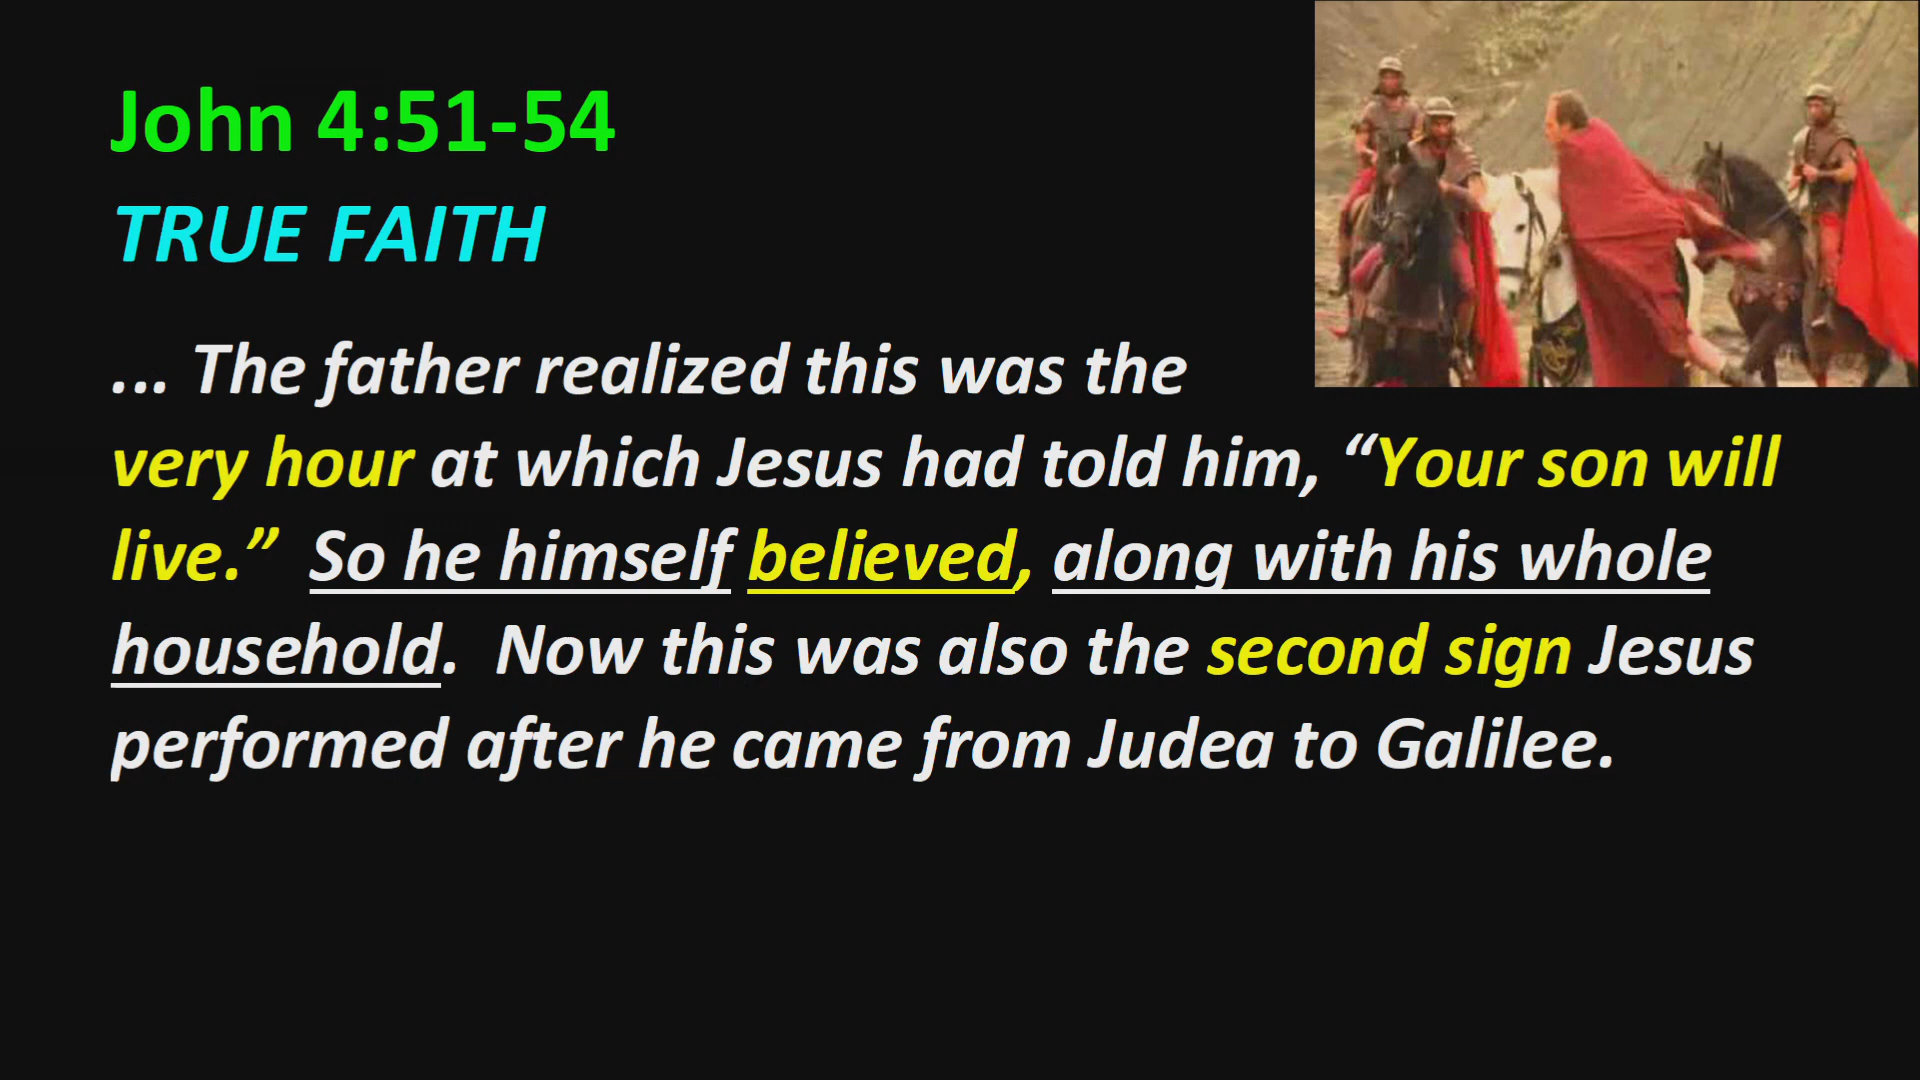 John 4:51-54
TRUE FAITH
... The father realized this was the
very hour at which Jesus had told him, “Your son will
live.”  So he himself believed, along with his whole
household.  Now this was also the second sign Jesus
performed after he came from Judea to Galilee.